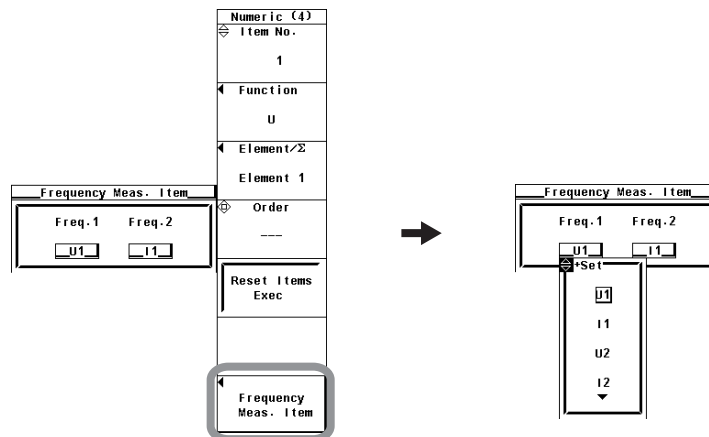 Numeric (4)
Item No.
1
Function
U
Element/Σ
Element 1
Order
---
Reset Items
Exec
Frequency
Meas. Item
Frequency Meas. Item
Freq.1 Freq.2
U1 I1
Frequency Meas. Item
Freq.1 Freq.2
U1 I1
+Set
U1
I1
U2
I2